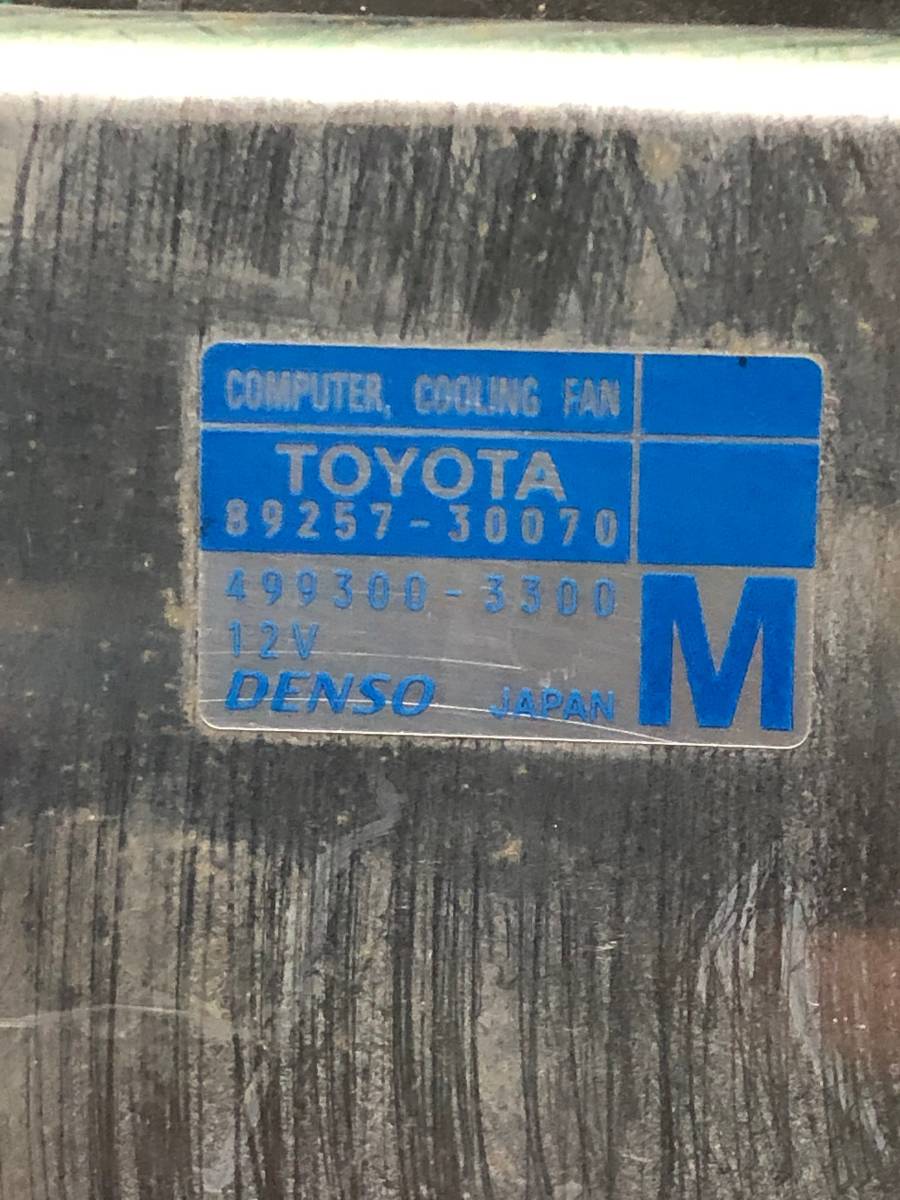 COMPUTER, COOLING FAN
TOYOTA
89257-30070
499300-3300
12V
DENSO JAPAN
M